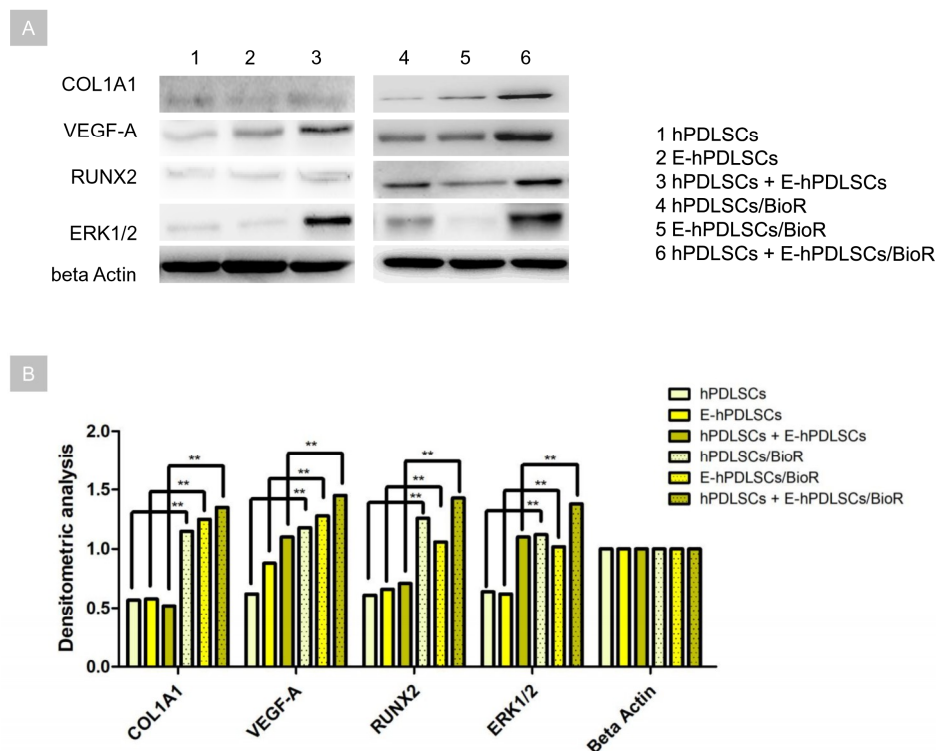 A
1 2 3 4 5 6
COL1A1
VEGF-A
RUNX2
ERK1/2
beta Actin
1 hPDLSCs
2 E-hPDLSCs
3 hPDLSCs + E-hPDLSCs
4 hPDLSCs/BioR
5 E-hPDLSCs/BioR
6 hPDLSCs + E-hPDLSCs/BioR
B
hPDLSCs
E-hPDLSCs
hPDLSCs + E-hPDLSCs
hPDLSCs/BioR
E-hPDLSCs/BioR
hPDLSCs + E-hPDLSCs/BioR
Densitometric analysis
2.0
1.5
1.0
0.5
0.0
** ** **
** ** **
** ** **
** ** **
COL1A1
VEGF-A
RUNX2
ERK1/2
Beta Actin